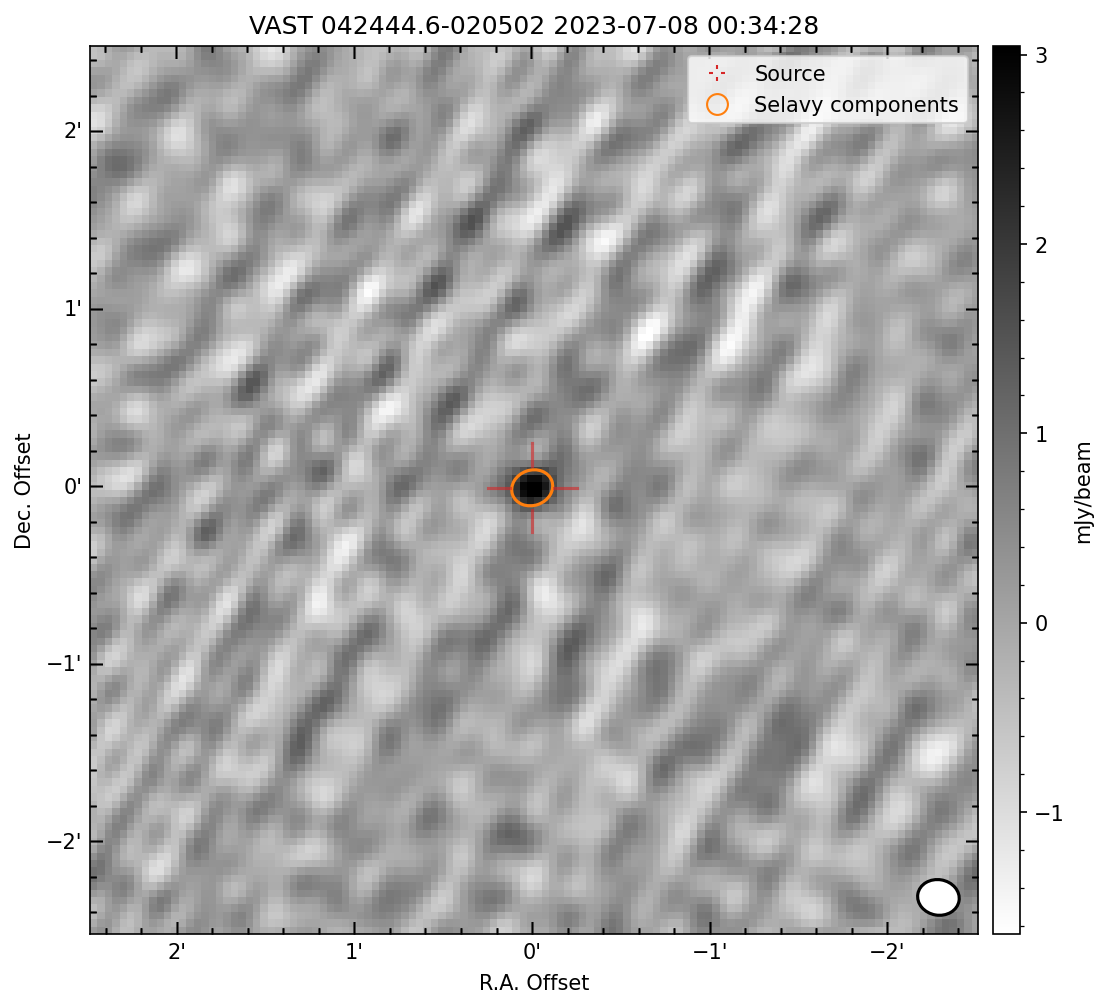 VAST 042444.6-020502 2023-07-08 00:34:28
Source
Selavy components
2'
1'
0'
−1'
−2'
Dec. Offset
2'
1'
0'
−1'
−2'
R.A. Offset
3
2
1
0
−1
mJy/beam